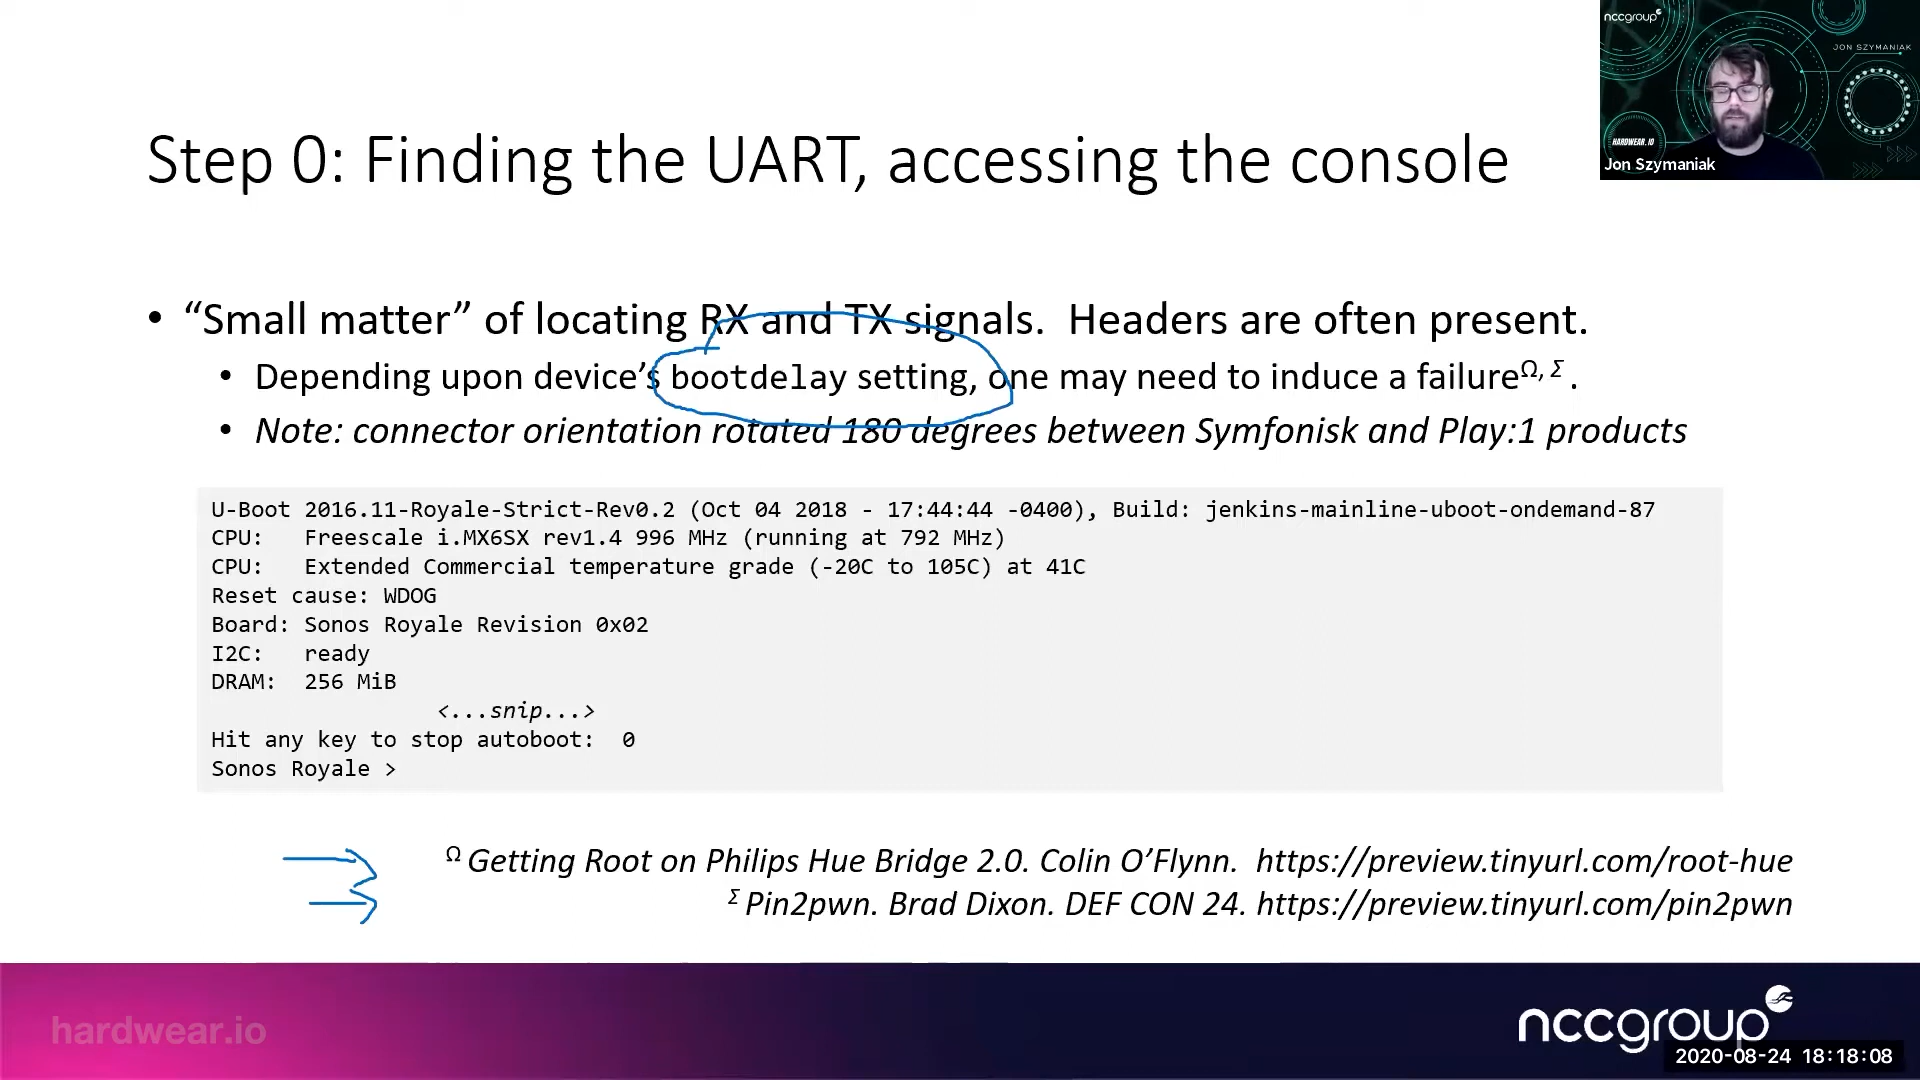 nccgroup
JON SZYMANIAK
HARDWEAR.IO
Jon Szymaniak
Step 0: Finding the UART, accessing the console
• “Small matter” of locating RX and TX signals.  Headers are often present.
• Depending upon device’s bootdelay setting, one may need to induce a failureΩ, Σ .
• Note: connector orientation rotated 180 degrees between Symfonisk and Play:1 products
U-Boot 2016.11-Royale-Strict-Rev0.2 (Oct 04 2018 - 17:44:44 -0400), Build: jenkins-mainline-uboot-ondemand-87
CPU:   Freescale i.MX6SX rev1.4 996 MHz (running at 792 MHz)
CPU:   Extended Commercial temperature grade (-20C to 105C) at 41C
Reset cause: WDOG
Board: Sonos Royale Revision 0x02
I2C:   ready
DRAM:  256 MiB
<...snip...>
Hit any key to stop autoboot:  0
Sonos Royale >
Ω Getting Root on Philips Hue Bridge 2.0. Colin O’Flynn.  https://preview.tinyurl.com/root-hue
Σ Pin2pwn. Brad Dixon. DEF CON 24. https://preview.tinyurl.com/pin2pwn
hardwear.io
nccgroup
2020-08-24 18:18:08